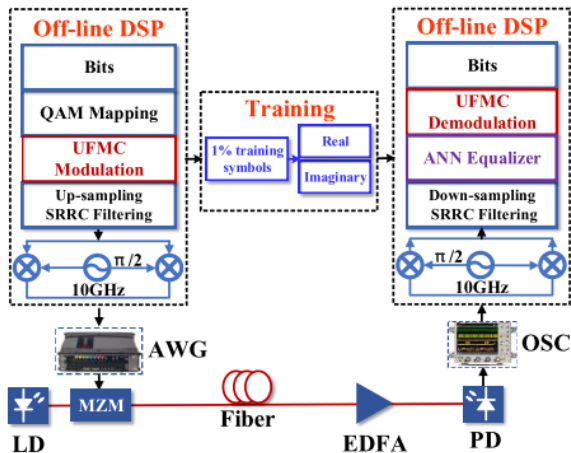 Off-line DSP
Bits
QAM Mapping
UFMC
Modulation
Up-sampling
SRRC Filtering
π/2
10GHz
AWG
Training
1% training
symbols
Real
Imaginary
Off-line DSP
Bits
UFMC
Demodulation
ANN Equalizer
Down-sampling
SRRC Filtering
π/2
10GHz
OSC
MZM
LD
Fiber
EDFA
PD